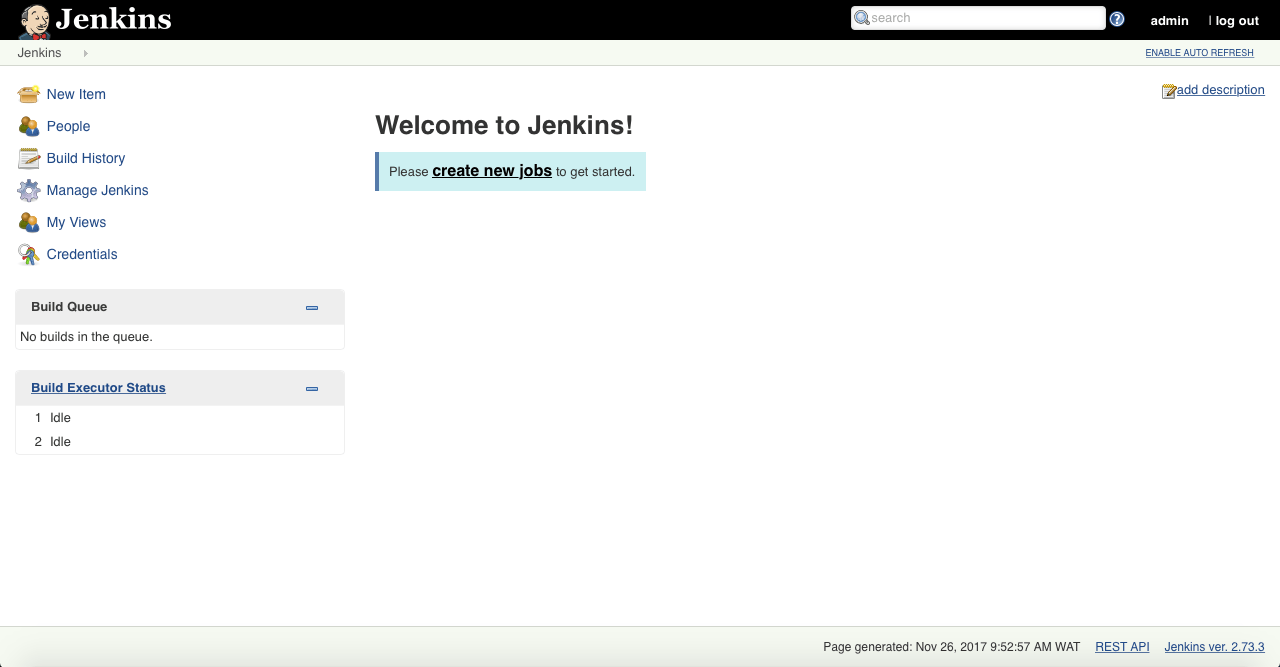 Jenkins
search
admin | log out
Jenkins
ENABLE AUTO REFRESH
New Item
People
Build History
Manage Jenkins
My Views
Credentials
Build Queue
No builds in the queue.
Build Executor Status
1 Idle
2 Idle
add description
Welcome to Jenkins!
Please create new jobs to get started.
Page generated: Nov 26, 2017 9:52:57 AM WAT REST API Jenkins ver. 2.73.3